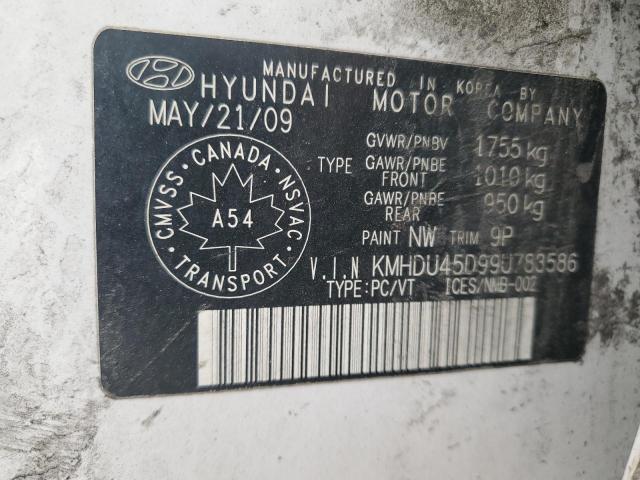 MANUFACTURED IN KOREA BY
HYUNDAI MOTOR COMPANY
MAY/21/09
GVWR/PNBV 1755 kg
TYPE GAWR/PNBE FRONT 1010 kg
GAWR/PNBE REAR 950 kg
PAINT NW TRIM 9P
V.I.N KMHDU45D99U783586
TYPE:PC/VT ICES/NMB-002
CMVSS · CANADA · NSVAC
A54
TRANSPORT